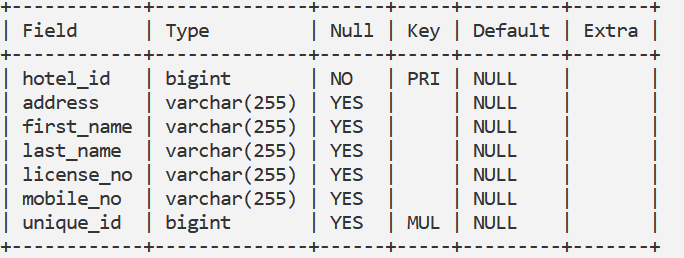 +------------+--------------+------+-----+---------+-------+
| Field      | Type         | Null | Key | Default | Extra |
+------------+--------------+------+-----+---------+-------+
| hotel_id   | bigint       | NO   | PRI | NULL    |       |
| address    | varchar(255) | YES  |     | NULL    |       |
| first_name | varchar(255) | YES  |     | NULL    |       |
| last_name  | varchar(255) | YES  |     | NULL    |       |
| license_no | varchar(255) | YES  |     | NULL    |       |
| mobile_no  | varchar(255) | YES  |     | NULL    |       |
| unique_id  | bigint       | YES  | MUL | NULL    |       |
+------------+--------------+------+-----+---------+-------+